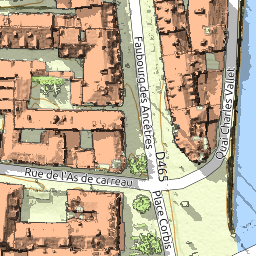 Faubourg des Ancêtres
Quai Charles Vallet
D465
Rue de l'As de carreau
Place Corbis